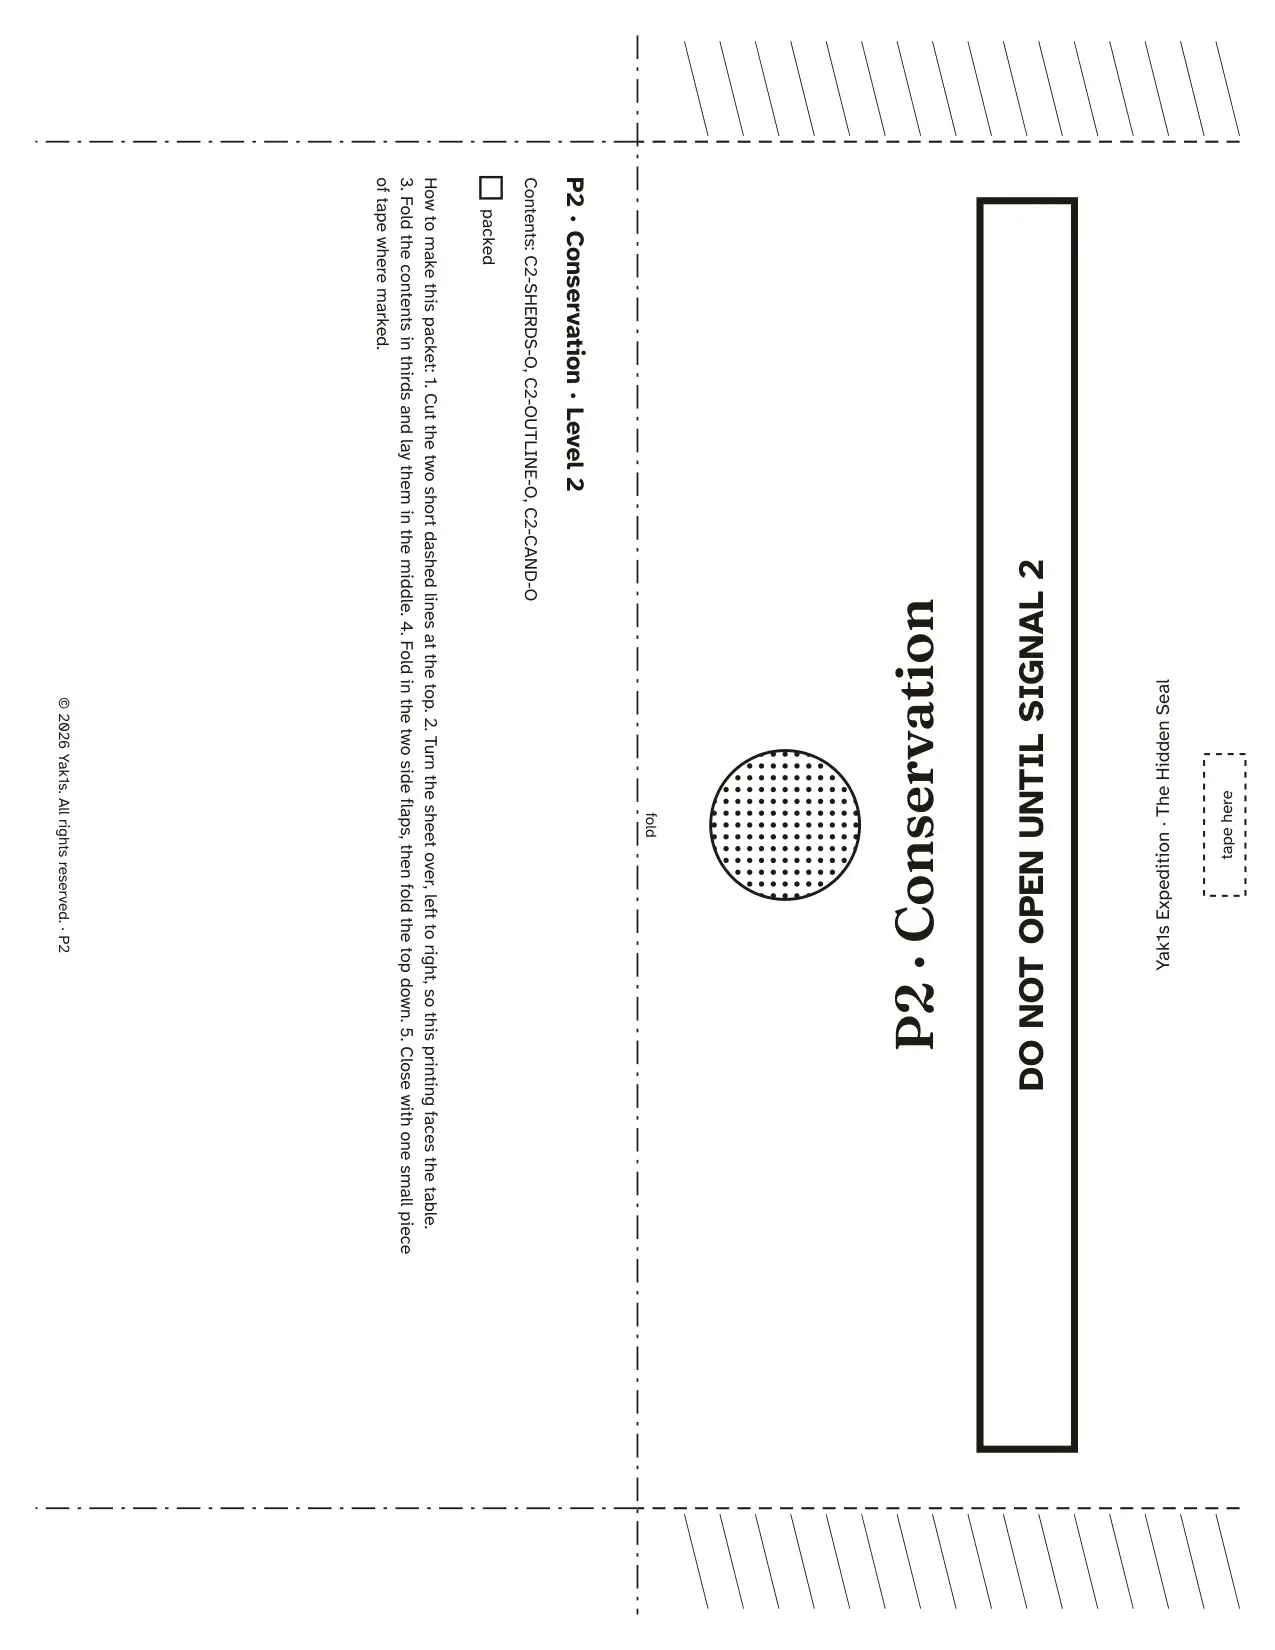 tape here
Yak1s Expedition · The Hidden Seal
DO NOT OPEN UNTIL SIGNAL 2
P2 · Conservation
fold
P2 · Conservation · Level 2
Contents: C2-SHERDS-O, C2-OUTLINE-O, C2-CAND-O
packed
How to make this packet: 1. Cut the two short dashed lines at the top. 2. Turn the sheet over, left to right, so this printing faces the table.
3. Fold the contents in thirds and lay them in the middle. 4. Fold in the two side flaps, then fold the top down. 5. Close with one small piece
of tape where marked.
© 2026 Yak1s. All rights reserved. · P2